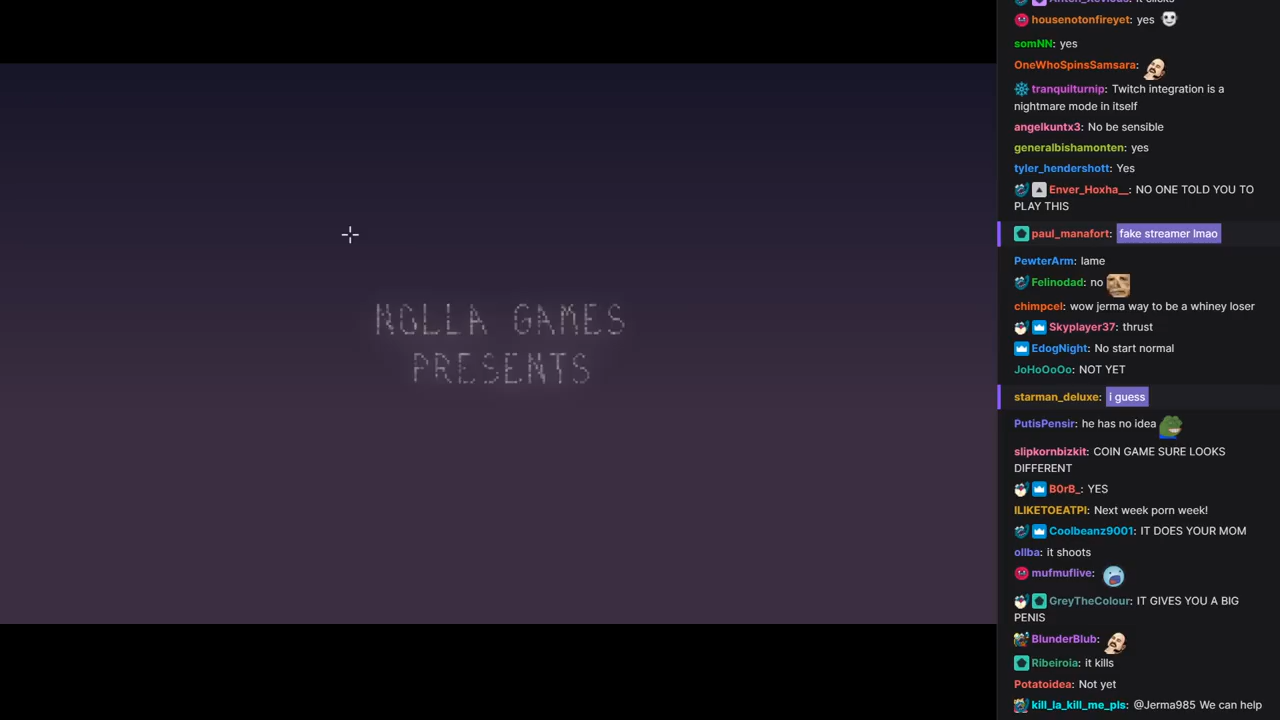 NOLLA GAMES
PRESENTS
housenotonfireyet: yes
somNN: yes
OneWhoSpinsSamsara:
tranquilturnip: Twitch integration is a
nightmare mode in itself
angelkuntx3: No be sensible
generalbishamonten: yes
tyler_hendershott: Yes
Enver_Hoxha__: NO ONE TOLD YOU TO
PLAY THIS
paul_manafort: fake streamer lmao
PewterArm: lame
Felinodad: no
chimpcel: wow jerma way to be a whiney loser
Skyplayer37: thrust
EdogNight: No start normal
JoHoOoOo: NOT YET
starman_deluxe: i guess
PutisPensir: he has no idea
slipkornbizkit: COIN GAME SURE LOOKS
DIFFERENT
B0rB_: YES
ILIKETOEATPI: Next week porn week!
Coolbeanz9001: IT DOES YOUR MOM
ollba: it shoots
mufmuflive:
GreyTheColour: IT GIVES YOU A BIG
PENIS
BlunderBlub:
Ribeiroia: it kills
Potatoidea: Not yet
kill_la_kill_me_pls: @Jerma985 We can help